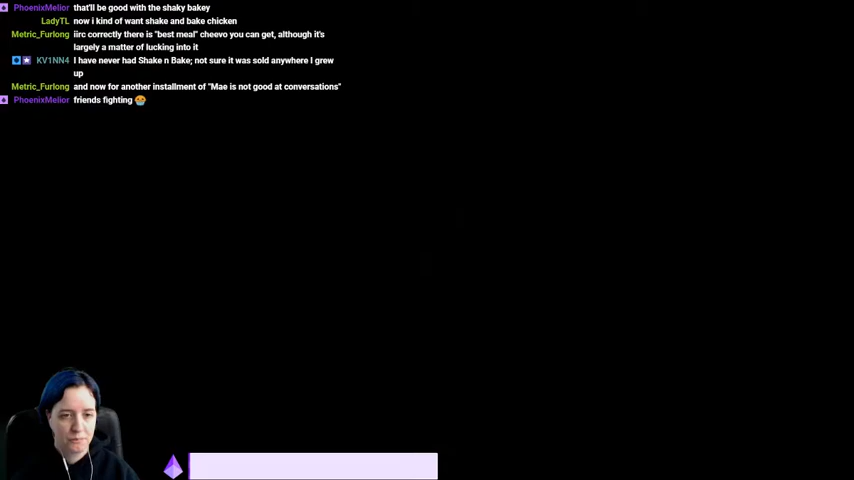 PhoenixMelior that'll be good with the shaky bakey
LadyTL now i kind of want shake and bake chicken
Metric_Furlong iirc correctly there is "best meal" cheevo you can get, although it's
largely a matter of lucking into it
KV1NN4 I have never had Shake n Bake; not sure it was sold anywhere I grew
up
Metric_Furlong and now for another installment of "Mae is not good at conversations"
PhoenixMelior friends fighting